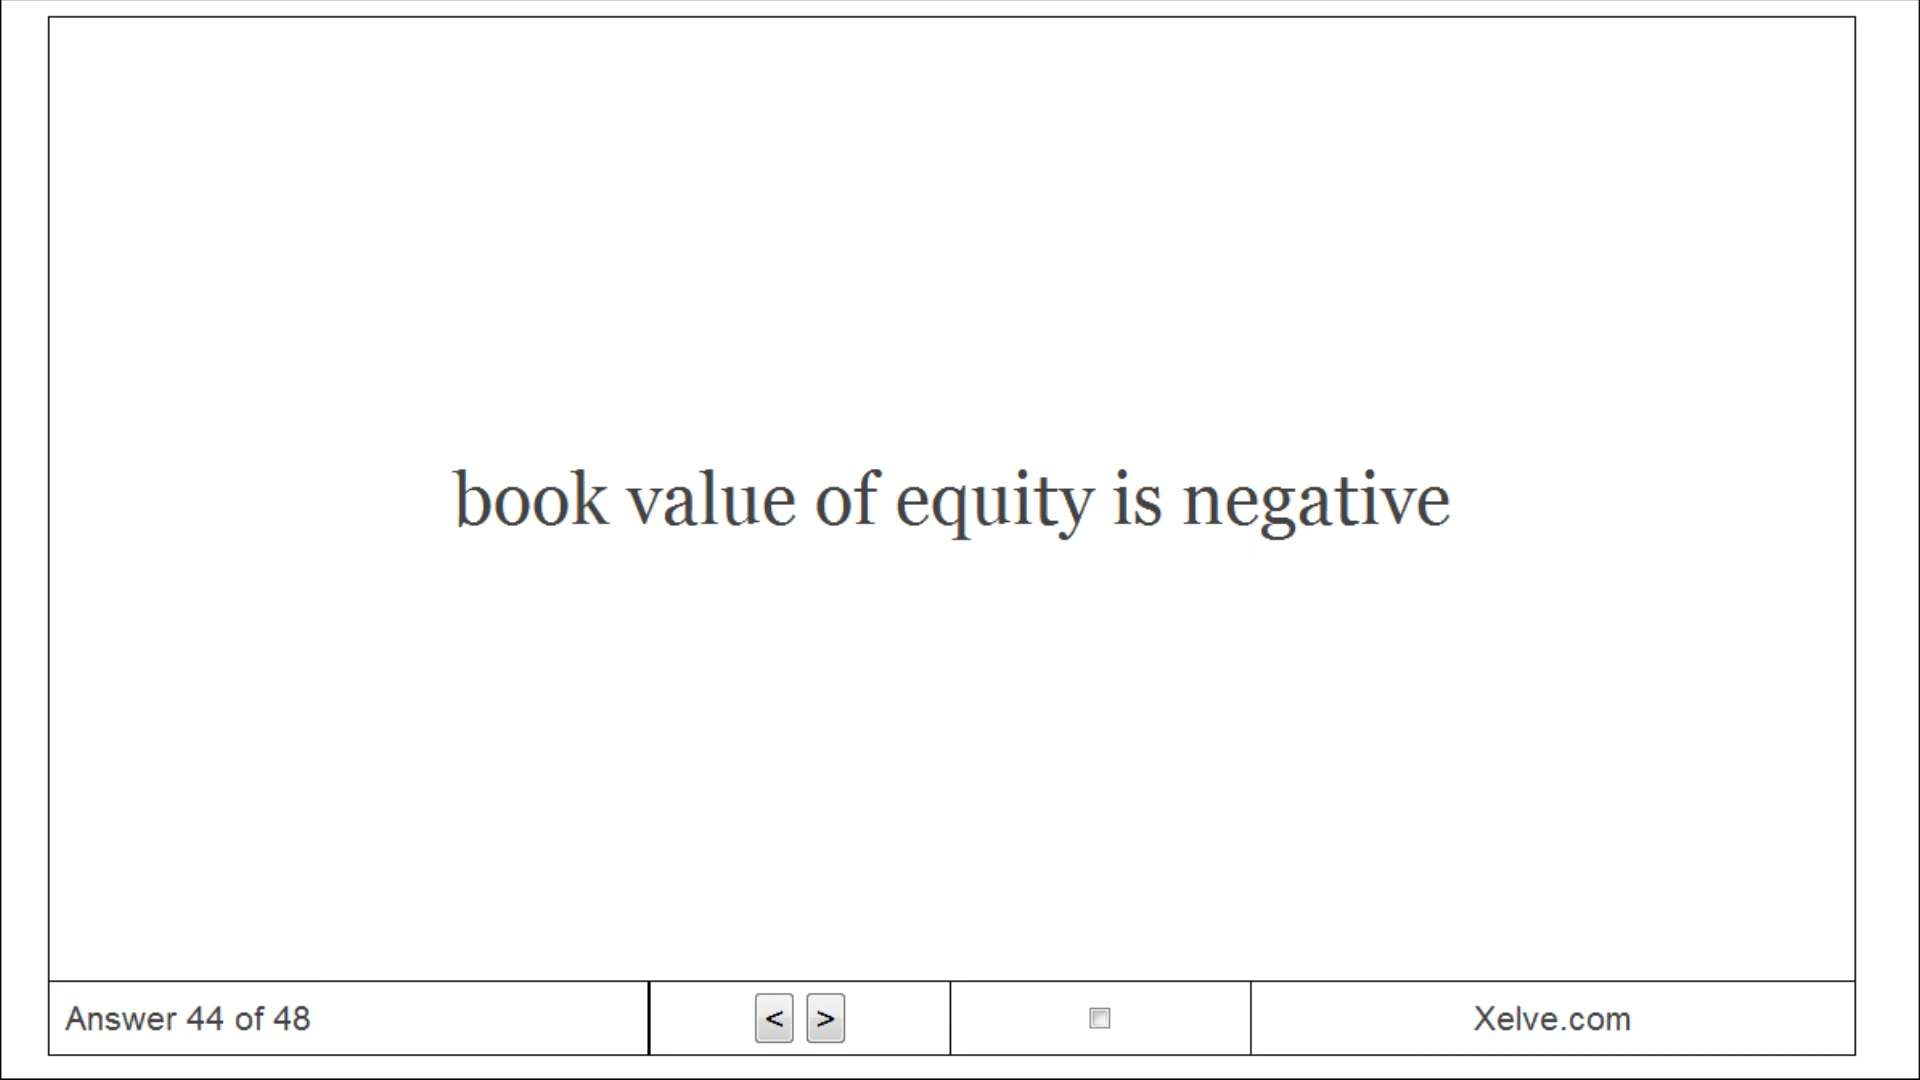 book value of equity is negative
Answer 44 of 48
< >
Xelve.com